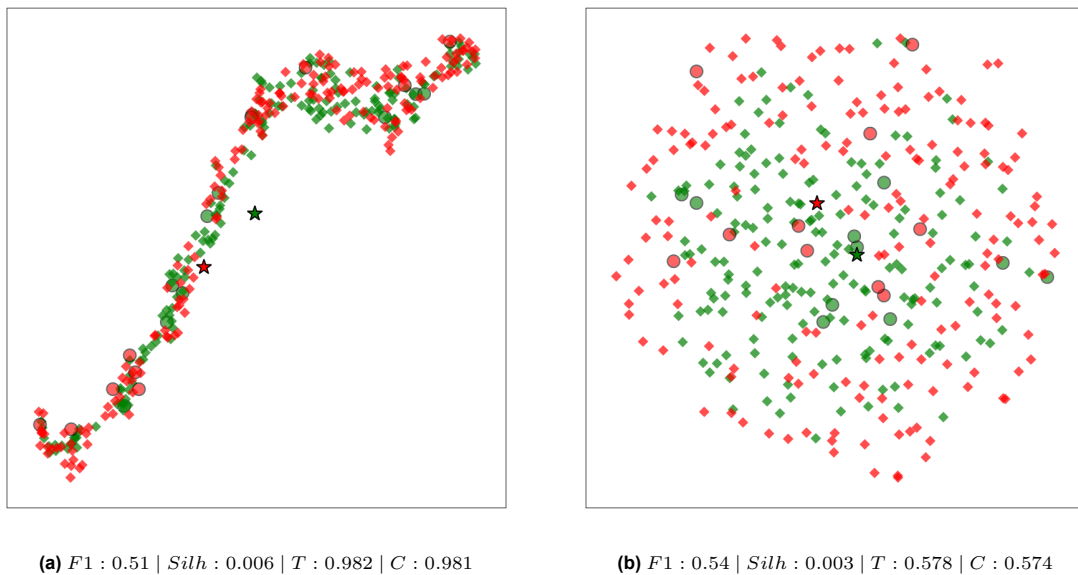 (a) F1 : 0.51 | Silh : 0.006 | T : 0.982 | C : 0.981
(b) F1 : 0.54 | Silh : 0.003 | T : 0.578 | C : 0.574